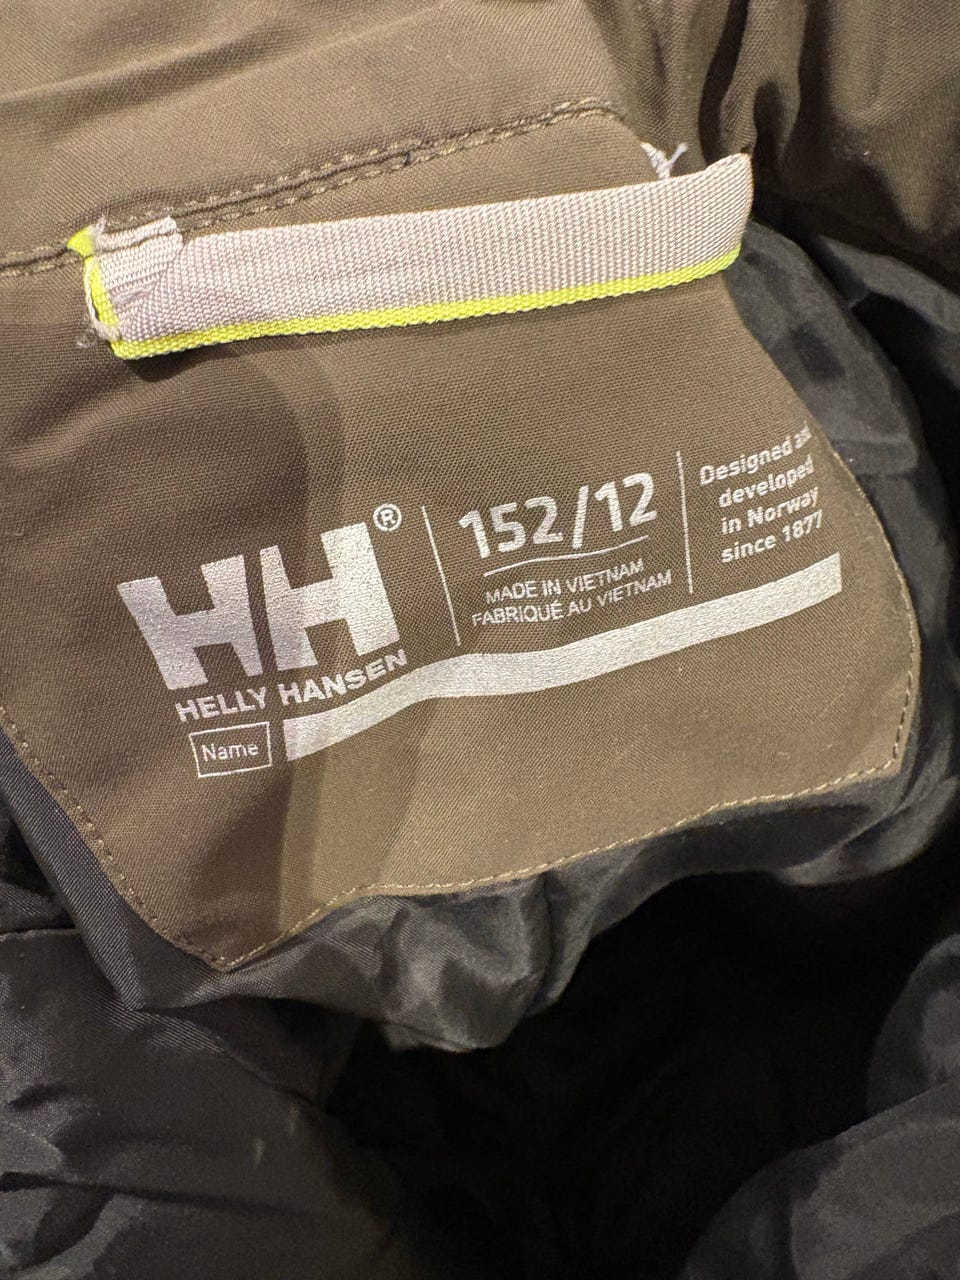 HH®
HELLY HANSEN
Name
152/12
MADE IN VIETNAM
FABRIQUÉ AU VIETNAM
Designed
developed
in Norway
since 1877